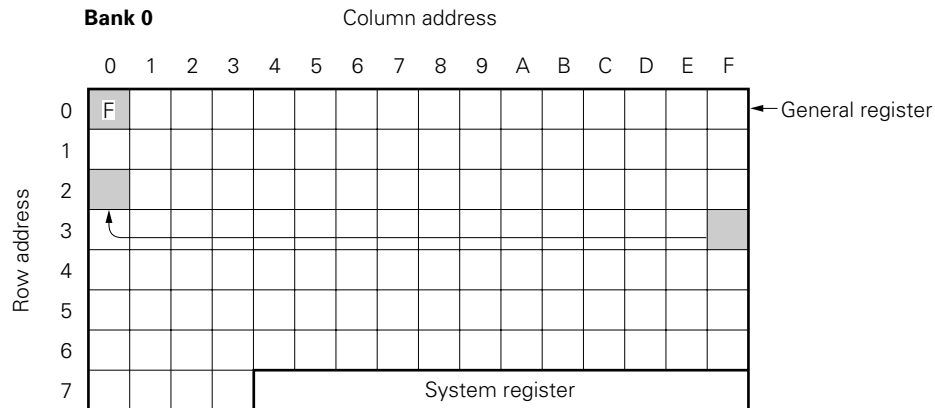 Bank 0 Column address
0 1 2 3 4 5 6 7 8 9 A B C D E F
0 F General register
1
2
3
4
5
6
7 System register
Row address